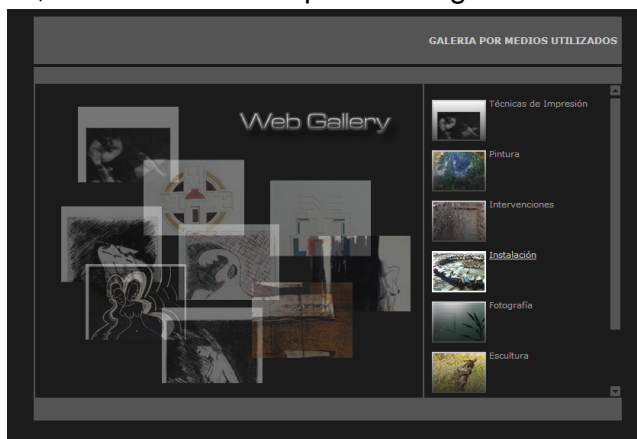 GALERIA POR MEDIOS UTILIZADOS
Web Gallery
Técnicas de Impresión
Pintura
Intervenciones
Instalación
Fotografía
Escultura